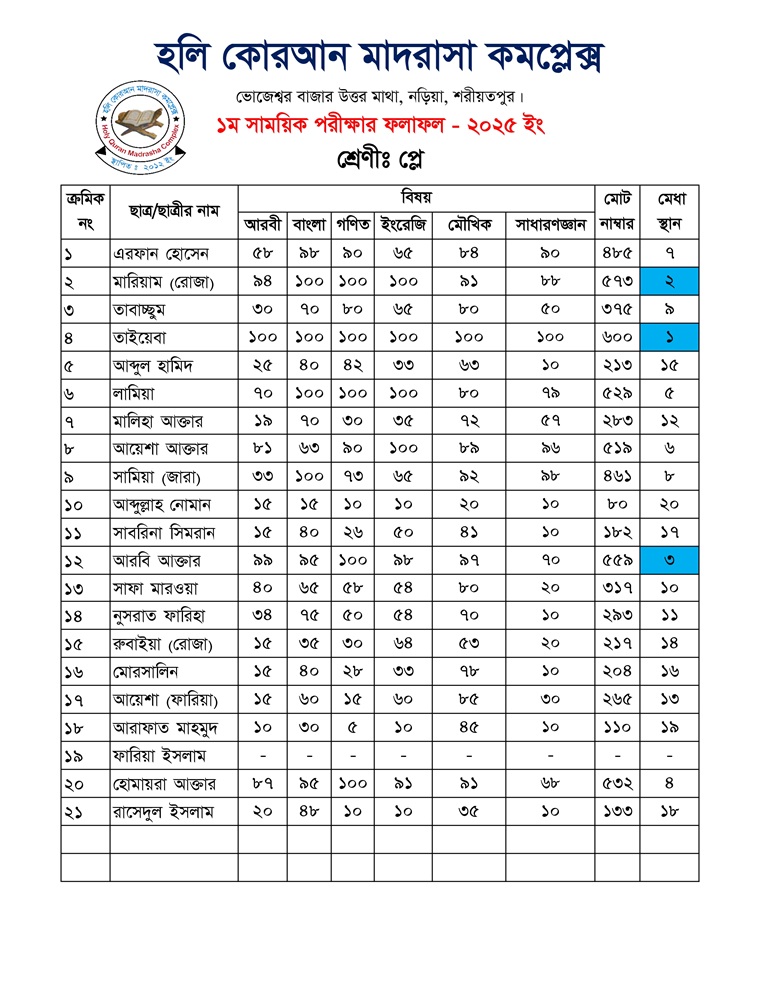 হলি কোরআন মাদরাসা কমপ্লেক্স
ভোজেশ্বর বাজার উত্তর মাথা, নড়িয়া, শরীয়তপুর।
১ম সাময়িক পরীক্ষার ফলাফল - ২০২৫ ইং
শ্রেণীঃ প্লে
হলি কোরআন মাদরাসা কমপ্লেক্স
Holy Quran Madrasha Complex
স্থাপিত ঃ ২০১২ ইং
ক্রমিক নং ছাত্র/ছাত্রীর নাম বিষয় মোট নাম্বার মেধা স্থান
আরবী বাংলা গণিত ইংরেজি মৌখিক সাধারণজ্ঞান
১ এরফান হোসেন ৫৮ ৯৮ ৯০ ৬৫ ৮৪ ৯০ ৪৮৫ ৭
২ মারিয়াম (রোজা) ৯৪ ১০০ ১০০ ১০০ ৯১ ৮৮ ৫৭৩ ২
৩ তাবাচ্ছুম ৩০ ৭০ ৮০ ৬৫ ৮০ ৫০ ৩৭৫ ৯
৪ তাইয়েবা ১০০ ১০০ ১০০ ১০০ ১০০ ১০০ ৬০০ ১
৫ আব্দুল হামিদ ২৫ ৪০ ৪২ ৩৩ ৬৩ ১০ ২১৩ ১৫
৬ লামিয়া ৭০ ১০০ ১০০ ১০০ ৮০ ৭৯ ৫২৯ ৫
৭ মালিহা আক্তার ১৯ ৭০ ৩০ ৩৫ ৭২ ৫৭ ২৮৩ ১২
৮ আয়েশা আক্তার ৮১ ৬৩ ৯০ ১০০ ৮৯ ৯৬ ৫১৯ ৬
৯ সামিয়া (জারা) ৩৩ ১০০ ৭৩ ৬৫ ৯২ ৯৮ ৪৬১ ৮
১০ আব্দুল্লাহ নোমান ১৫ ১৫ ১০ ১০ ২০ ১০ ৮০ ২০
১১ সাবরিনা সিমরান ১৫ ৪০ ২৬ ৫০ ৪১ ১০ ১৮২ ১৭
১২ আরবি আক্তার ৯৯ ৯৫ ১০০ ৯৮ ৯৭ ৭০ ৫৫৯ ৩
১৩ সাফা মারওয়া ৪০ ৬৫ ৫৮ ৫৪ ৮০ ২০ ৩১৭ ১০
১৪ নুসরাত ফারিহা ৩৪ ৭৫ ৫০ ৫৪ ৭০ ১০ ২৯৩ ১১
১৫ রুবাইয়া (রোজা) ১৫ ৩৫ ৩০ ৬৪ ৫৩ ২০ ২১৭ ১৪
১৬ মোরসালিন ১৫ ৪০ ২৮ ৩৩ ৭৮ ১০ ২০৪ ১৬
১৭ আয়েশা (ফারিয়া) ১৫ ৬০ ১৫ ৬০ ৮৫ ৩০ ২৬৫ ১৩
১৮ আরাফাত মাহমুদ ১০ ৩০ ৫ ১০ ৪৫ ১০ ১১০ ১৯
১৯ ফারিয়া ইসলাম - - - - - - - -
২০ হোমায়রা আক্তার ৮৭ ৯৫ ১০০ ৯১ ৯১ ৬৮ ৫৩২ ৪
২১ রাসেদুল ইসলাম ২০ ৪৮ ১০ ১০ ৩৫ ১০ ১৩৩ ১৮